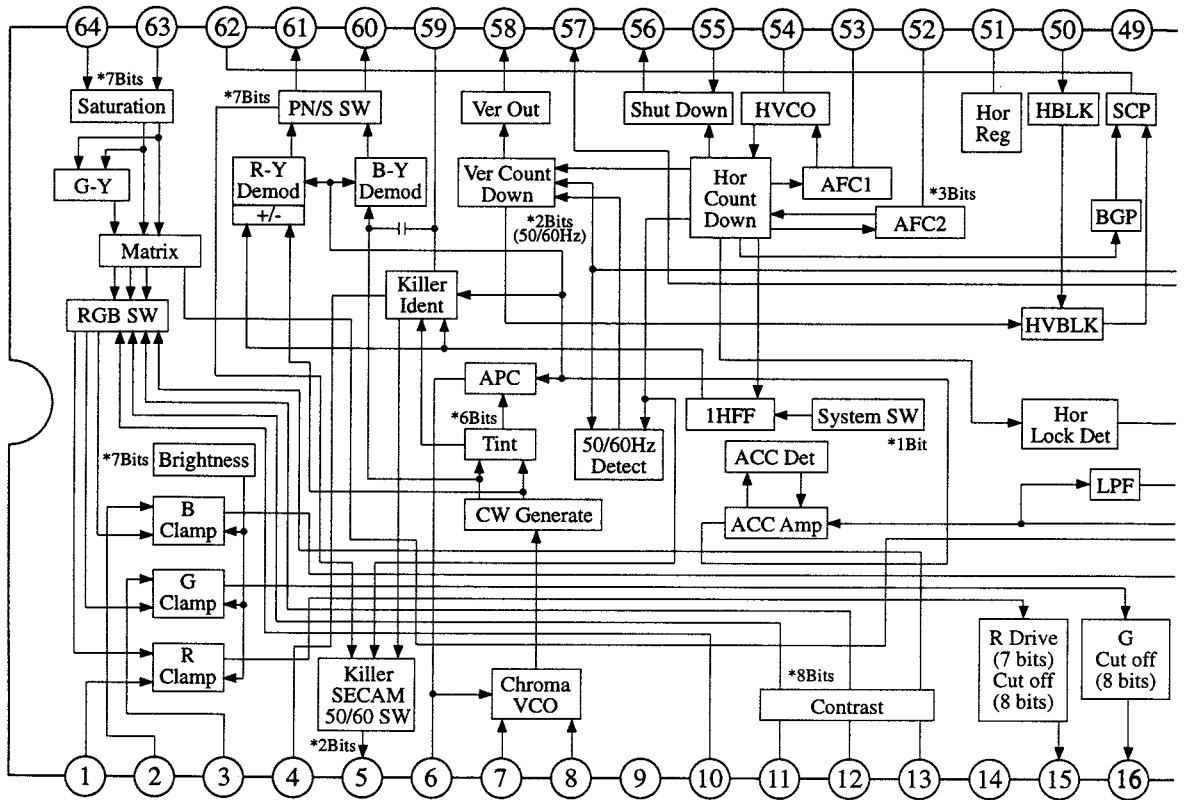 64 63 62 61 60 59 58 57 56 55 54 53 52 51 50 49
*7Bits
Saturation
*7Bits
PN/S SW
Ver Out
Shut Down
HVCO
Hor
Reg
HBLK
SCP
G-Y
R-Y
Demod
+/-
B-Y
Demod
Ver Count
Down
*2Bits
(50/60Hz)
Hor
Count
Down
AFC1
*3Bits
AFC2
BGP
Matrix
Killer
Ident
RGB SW
HVBLK
APC
*6Bits
Tint
50/60Hz
Detect
1HFF
System SW
*1Bit
Hor
Lock Det
*7Bits
Brightness
ACC Det
LPF
B
Clamp
CW Generate
ACC Amp
G
Clamp
R
Clamp
Killer
SECAM
50/60 SW
*2Bits
Chroma
VCO
*8Bits
Contrast
R Drive
(7 bits)
Cut off
(8 bits)
G
Cut off
(8 bits)
1 2 3 4 5 6 7 8 9 10 11 12 13 14 15 16